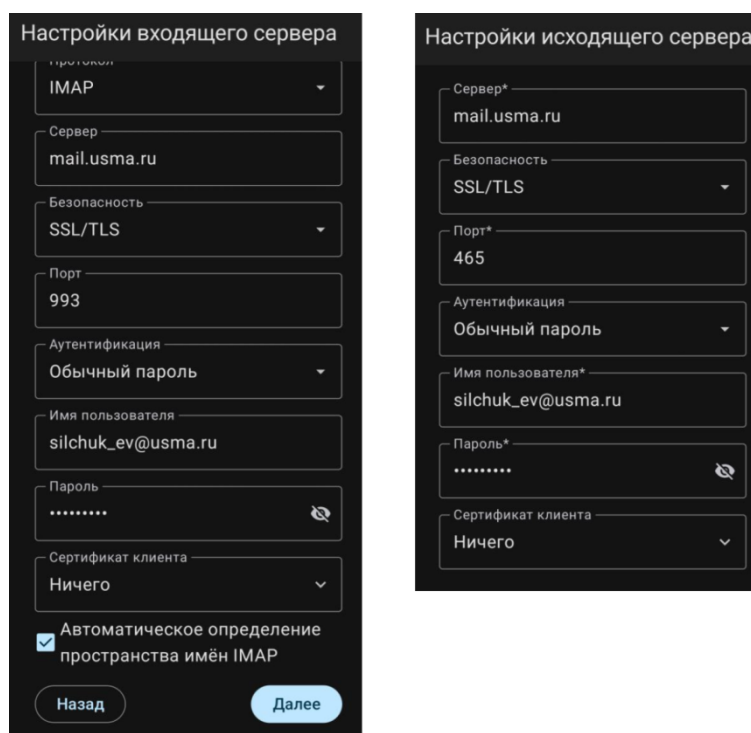 Настройки входящего сервера
Протокол
IMAP
Сервер
mail.usma.ru
Безопасность
SSL/TLS
Порт
993
Аутентификация
Обычный пароль
Имя пользователя
silchuk_ev@usma.ru
Пароль
•••••••••
Сертификат клиента
Ничего
Автоматическое определение
пространства имён IMAP
Назад
Далее
Настройки исходящего сервера
Сервер*
mail.usma.ru
Безопасность
SSL/TLS
Порт*
465
Аутентификация
Обычный пароль
Имя пользователя*
silchuk_ev@usma.ru
Пароль*
•••••••••
Сертификат клиента
Ничего